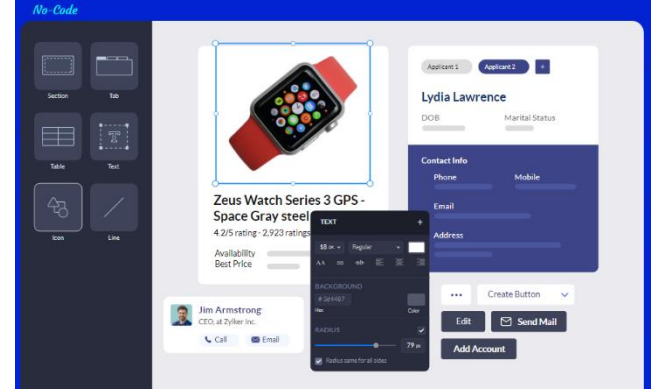 No-Code
Section
Tab
Table
Text
Icon
Line
Zeus Watch Series 3 GPS -
Space Gray steel
4.2/5 rating - 2,923 ratings
Availability
Best Price
Jim Armstrong
CEO, at Zylker Inc.
Call
Email
TEXT
+
Regular
BACKGROUND
Hex
Color
RADIUS
79 px
Radius same for all sides
Applicant 1
Applicant 2
+
Lydia Lawrence
DOB
Marital Status
Contact Info
Phone
Mobile
Email
Address
Create Button
Edit
Send Mail
Add Account